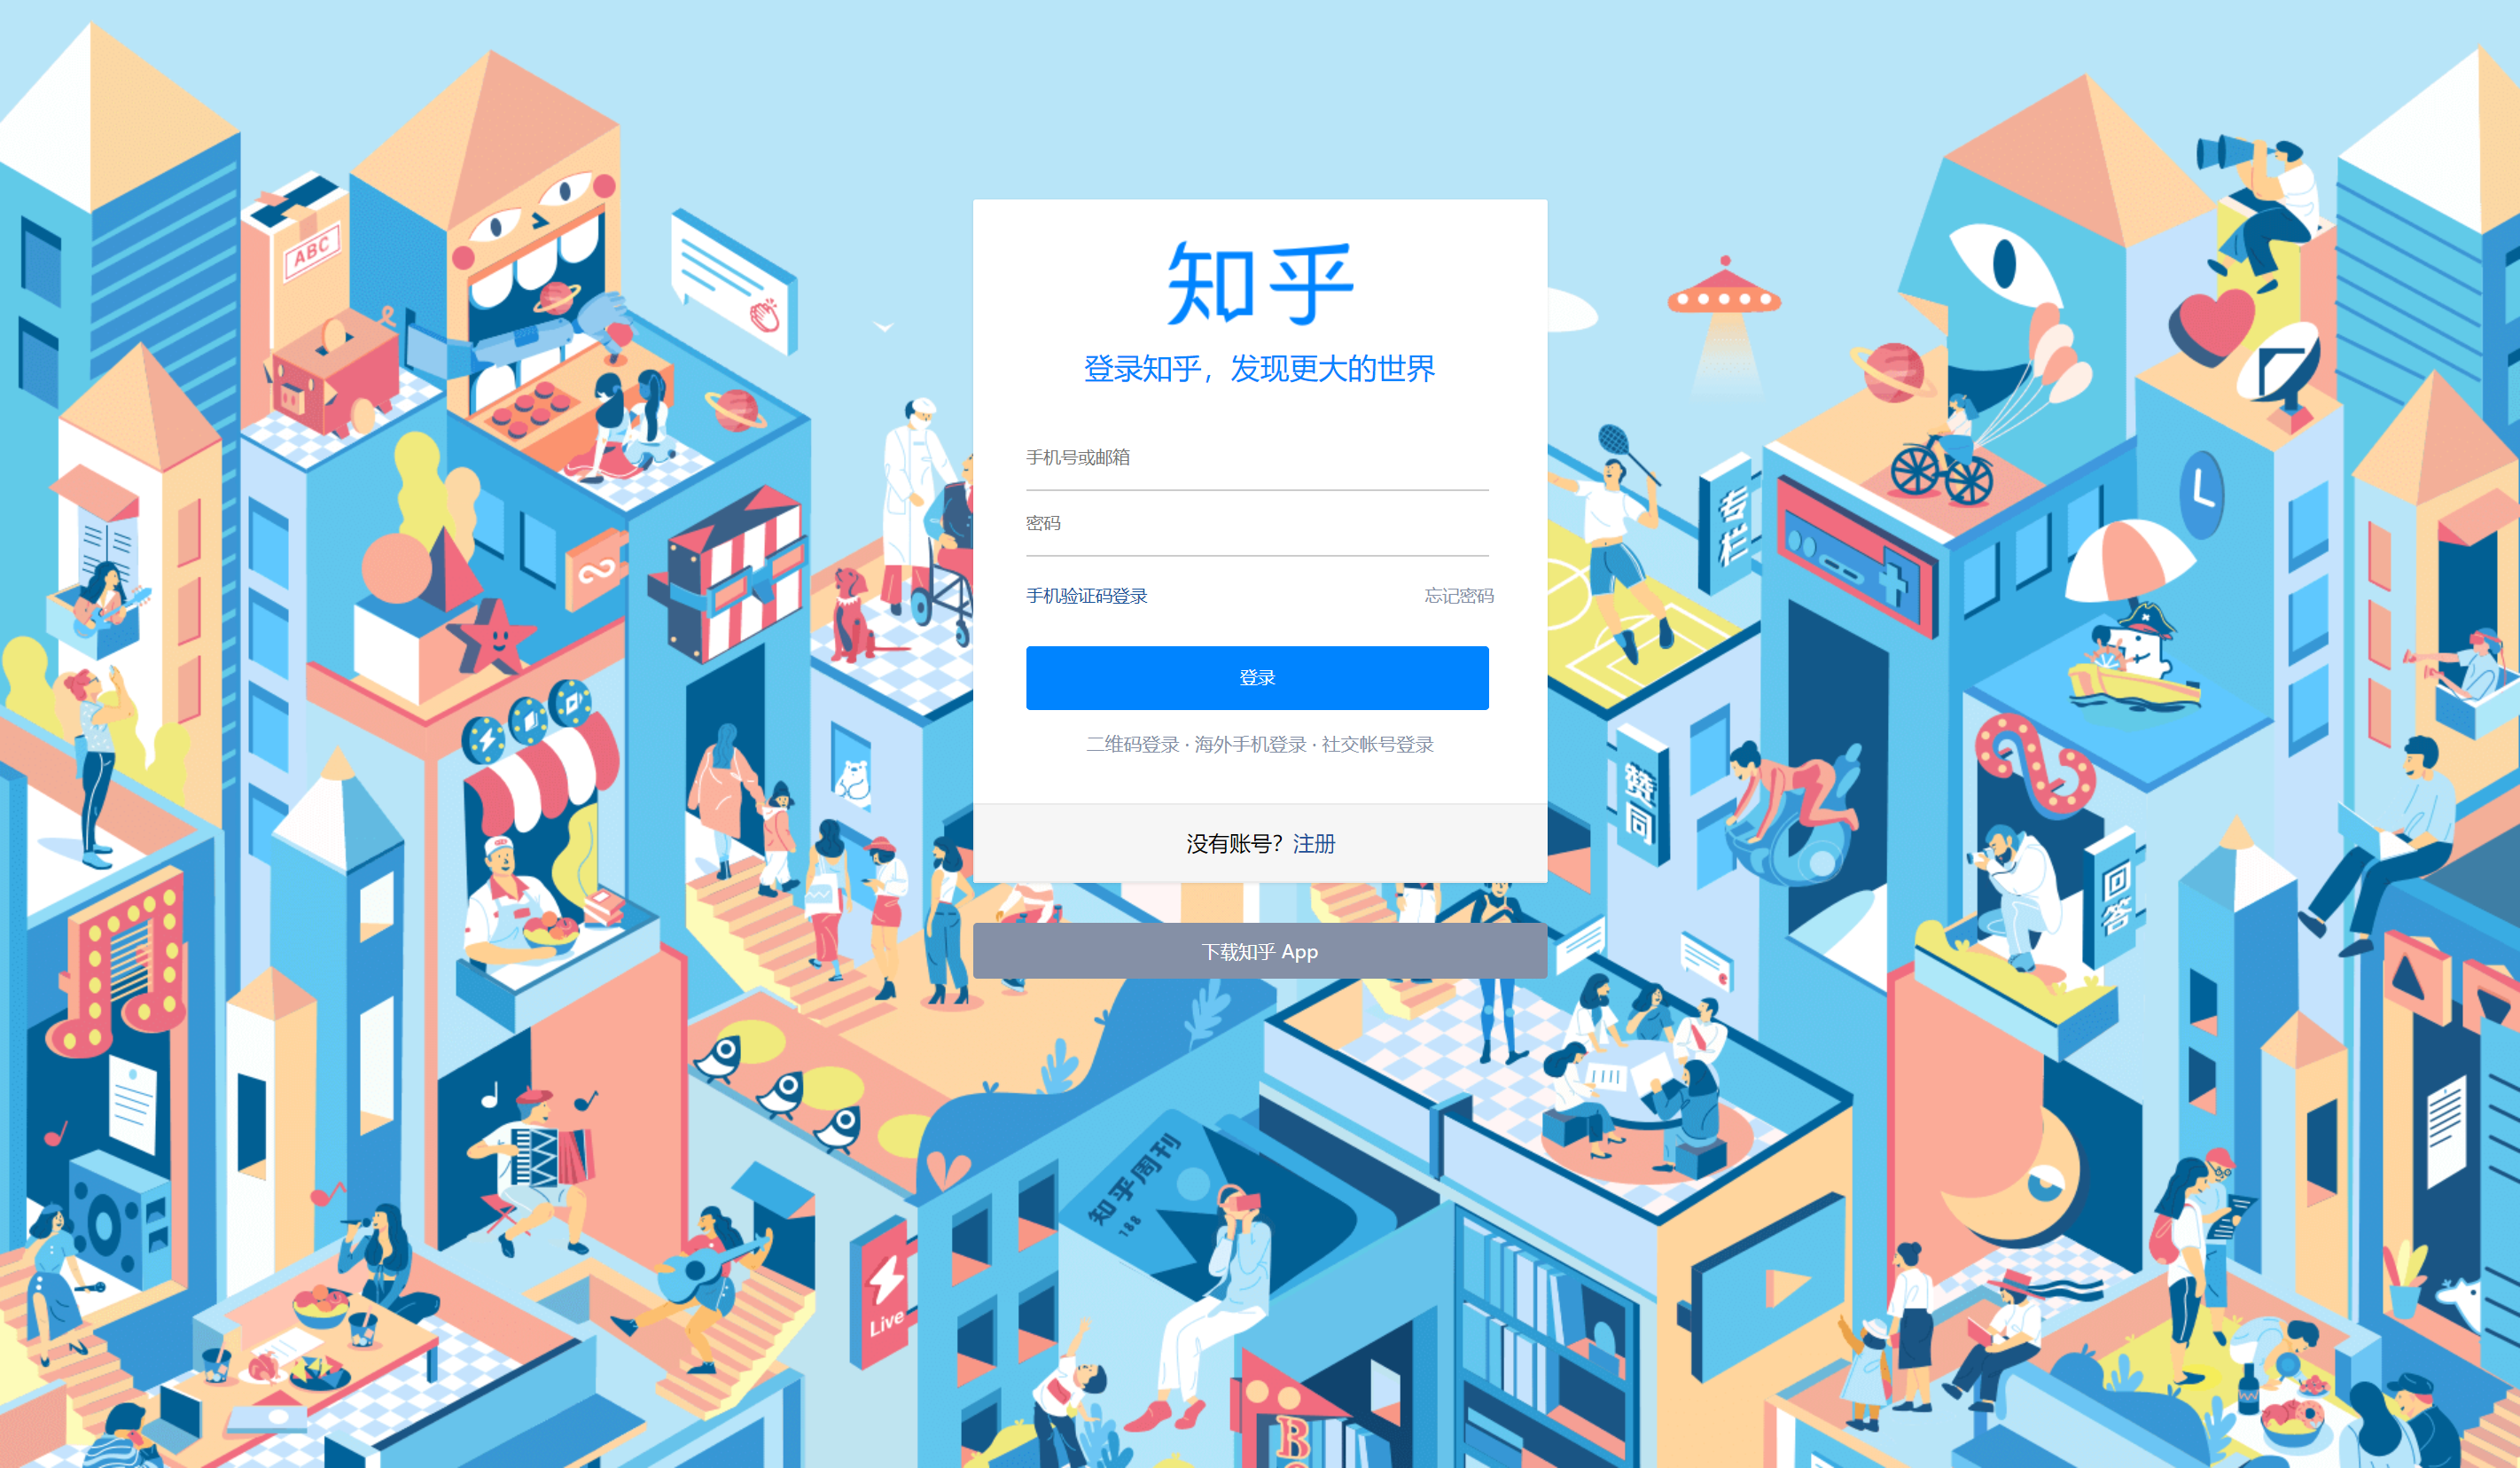 知乎
登录知乎，发现更大的世界
手机号或邮箱
密码
手机验证码登录
忘记密码
登录
二维码登录 · 海外手机登录 · 社交帐号登录
没有账号？注册
下载知乎 App
ABC
专栏
赞同
回答
知乎周刊
188
Live
B